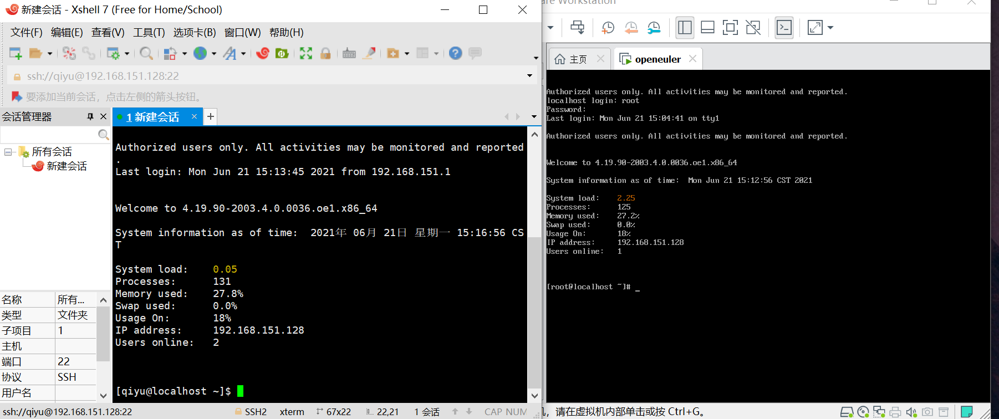 新建会话 - Xshell 7 (Free for Home/School)
文件(F) 编辑(E) 查看(V) 工具(T) 选项卡(B) 窗口(W) 帮助(H)
ssh://qiyu@192.168.151.128:22
要添加当前会话，点击左侧的箭头按钮。
会话管理器
1 新建会话
所有会话
新建会话
名称 所有...
类型 文件夹
子项目 1
主机
端口 22
协议 SSH
用户名
Authorized users only. All activities may be monitored and reported
.
Last login: Mon Jun 21 15:13:45 2021 from 192.168.151.1
Welcome to 4.19.90-2003.4.0.0036.oe1.x86_64
System information as of time:  2021年 06月 21日 星期一 15:16:56 CS
T
System load:    0.05
Processes:      131
Memory used:    27.8%
Swap used:      0.0%
Usage On:       18%
IP address:     192.168.151.128
Users online:   2
[qiyu@localhost ~]$
ssh://qiyu@192.168.151.128:22 SSH2 xterm 67x22 22,21 1 会话 CAP NUM
Workstation
主页
openeuler
Authorized users only. All activities may be monitored and reported.
localhost login: root
Password:
Last login: Mon Jun 21 15:04:41 on tty1
Authorized users only. All activities may be monitored and reported.
Welcome to 4.19.90-2003.4.0.0036.oe1.x86_64
System information as of time:  Mon Jun 21 15:12:56 CST 2021
System load:    2.25
Processes:      125
Memory used:    27.2%
Swap used:      0.0%
Usage On:       18%
IP address:     192.168.151.128
Users online:   1
[root@localhost ~]# _
，请在虚拟机内部单击或按 Ctrl+G。